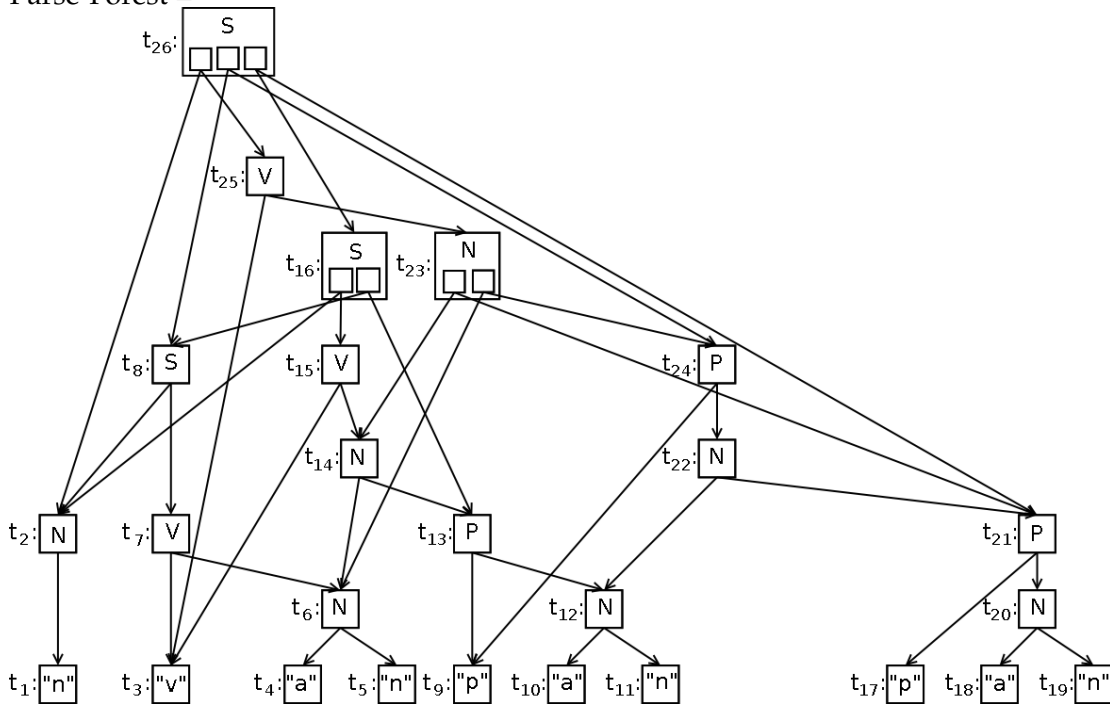 Parse Forest
S
t26:
t25: V
S
N
t16:
t23:
t8: S
t15: V
t24: P
t14: N
t22: N
t2: N
t7: V
t13: P
t21: P
t6: N
t12: N
t20: N
t1: "n"
t3: "v"
t4: "a"
t5: "n"
t9: "p"
t10: "a"
t11: "n"
t17: "p"
t18: "a"
t19: "n"